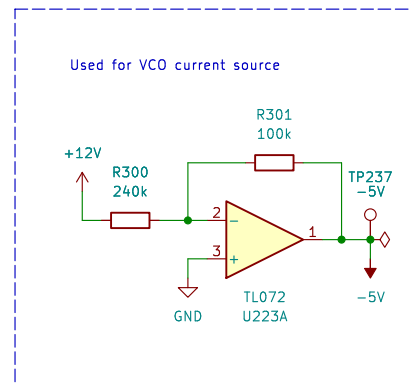 Used for VCO current source
R301
100k
+12V
R300
240k
TP237
-5V
2
-
1
3
+
-5V
GND
TL072
U223A